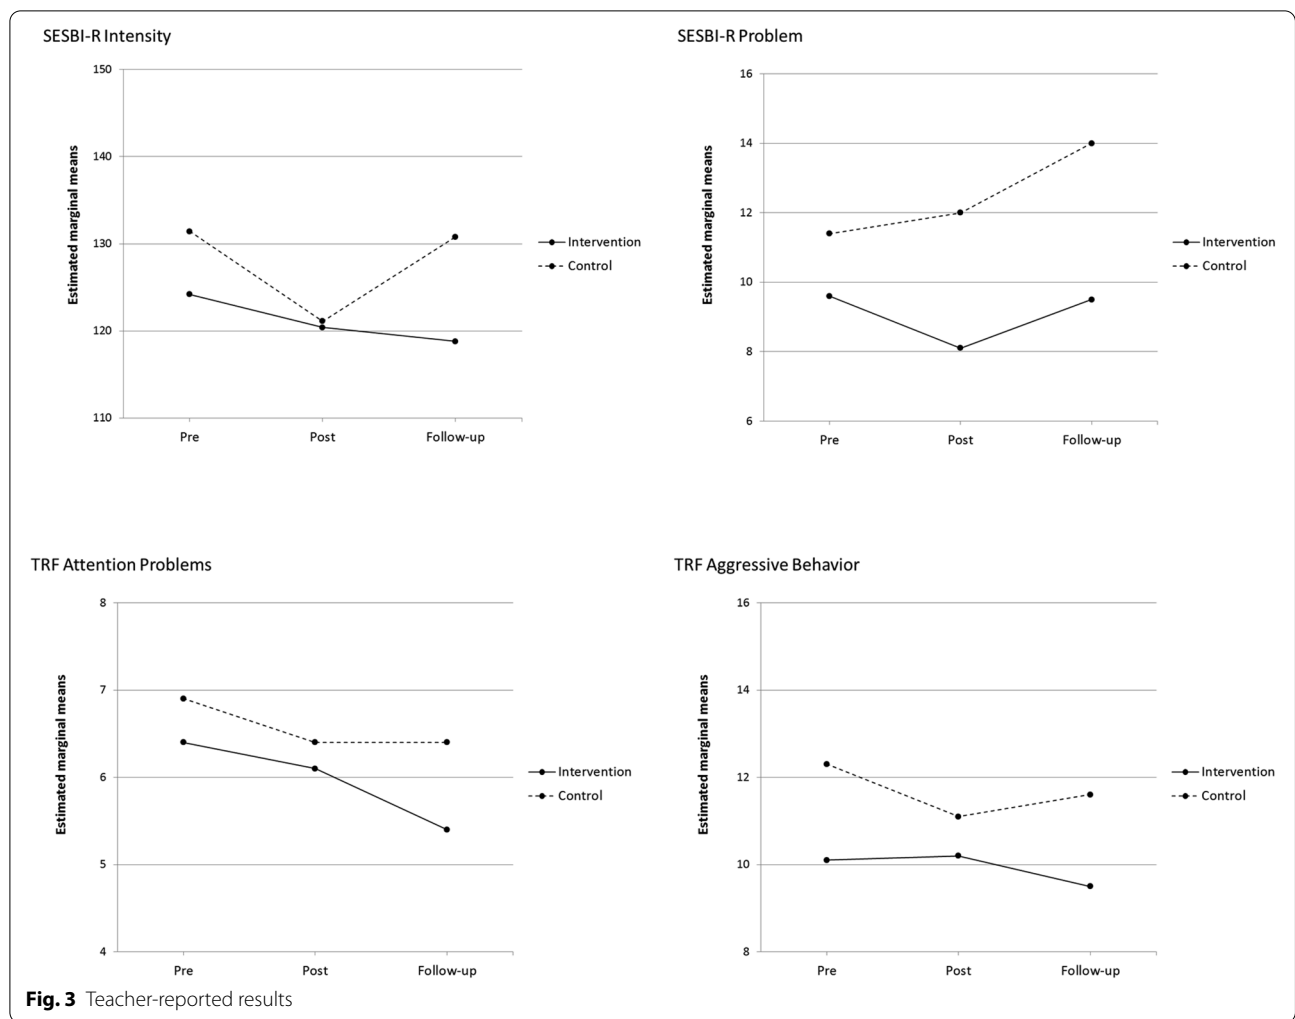 SESBI-R Intensity
150
140
130
120
110
Estimated marginal means
Pre
Post
Follow-up
Intervention
Control
SESBI-R Problem
16
14
12
10
8
6
Estimated marginal means
Pre
Post
Follow-up
Intervention
Control
TRF Attention Problems
8
7
6
5
4
Estimated marginal means
Pre
Post
Follow-up
Intervention
Control
TRF Aggressive Behavior
16
14
12
10
8
Estimated marginal means
Pre
Post
Follow-up
Intervention
Control
Fig. 3 Teacher-reported results